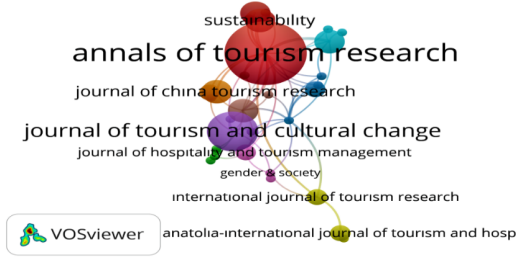 sustainability
annals of tourism research
journal of china tourism research
journal of tourism and cultural change
journal of hospitality and tourism management
gender & society
international journal of tourism research
anatolia-international journal of tourism and hosp
VOSviewer